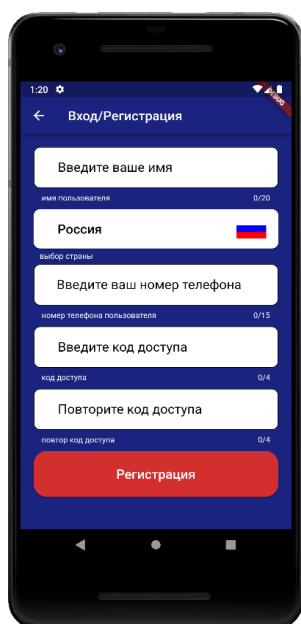 1:20
DEBUG
Вход/Регистрация
Введите ваше имя
имя пользователя 0/20
Россия
выбор страны
Введите ваш номер телефона
номер телефона пользователя 0/15
Введите код доступа
код доступа 0/4
Повторите код доступа
повтор код доступа 0/4
Регистрация